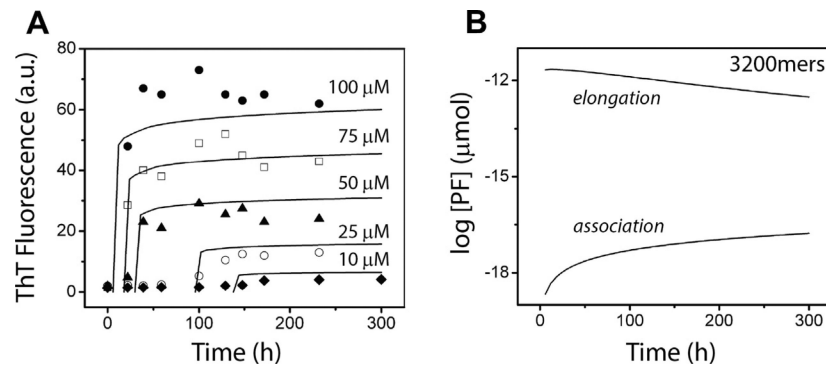 A
B
ThT Fluorescence (a.u.)
80
60
40
20
0
100 µM
75 µM
50 µM
25 µM
10 µM
0
100
200
300
Time (h)
log [PF] (µmol)
-12
-15
-18
3200mers
elongation
association
0
100
200
300
Time (h)